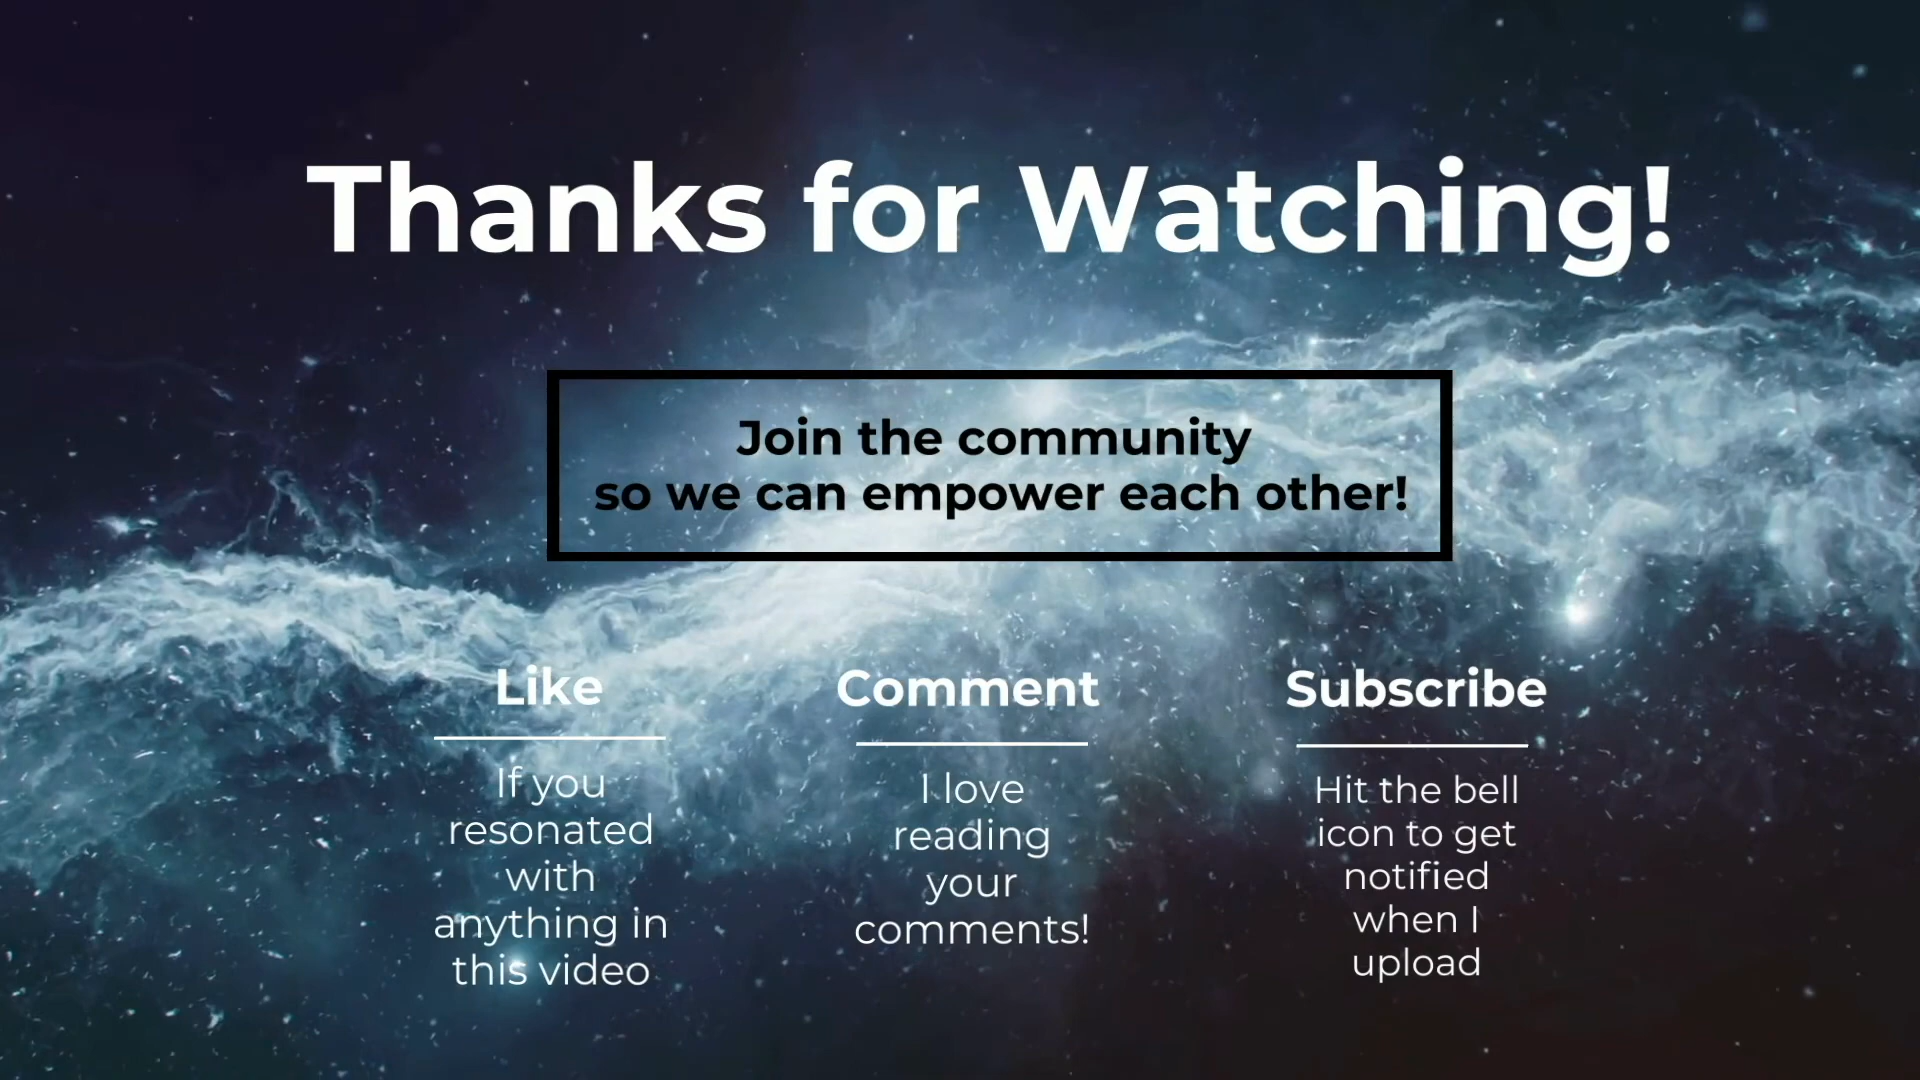 Thanks for Watching!
Join the community
so we can empower each other!
Like
If you
resonated
with
anything in
this video
Comment
I love
reading
your
comments!
Subscribe
Hit the bell
icon to get
notified
when I
upload